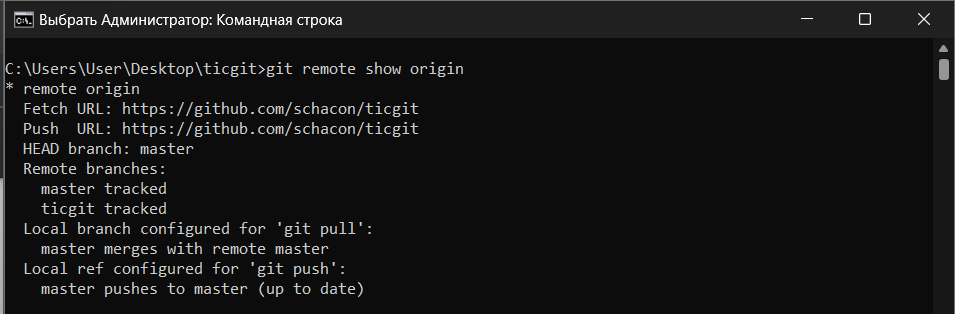 Выбрать Администратор: Командная строка
C:\Users\User\Desktop\ticgit>git remote show origin
* remote origin
  Fetch URL: https://github.com/schacon/ticgit
  Push  URL: https://github.com/schacon/ticgit
  HEAD branch: master
  Remote branches:
    master tracked
    ticgit tracked
  Local branch configured for 'git pull':
    master merges with remote master
  Local ref configured for 'git push':
    master pushes to master (up to date)